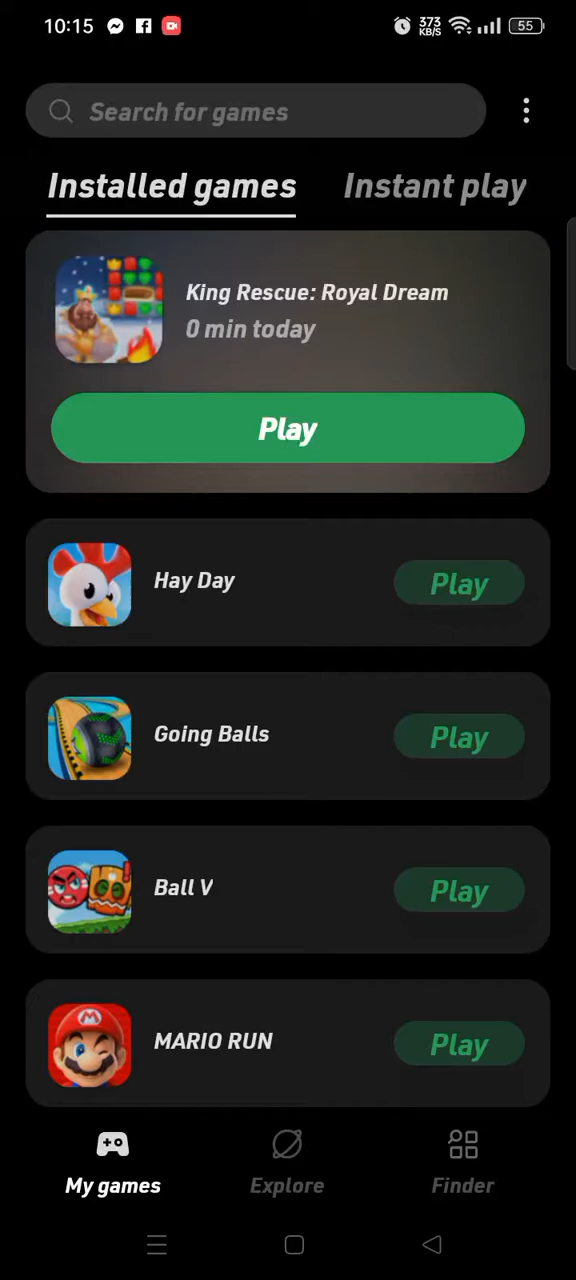 10:15
373
KB/S
55
Search for games
Installed games
Instant play
King Rescue: Royal Dream
0 min today
Play
Hay Day
Play
Going Balls
Play
Ball V
Play
MARIO RUN
Play
My games
Explore
Finder